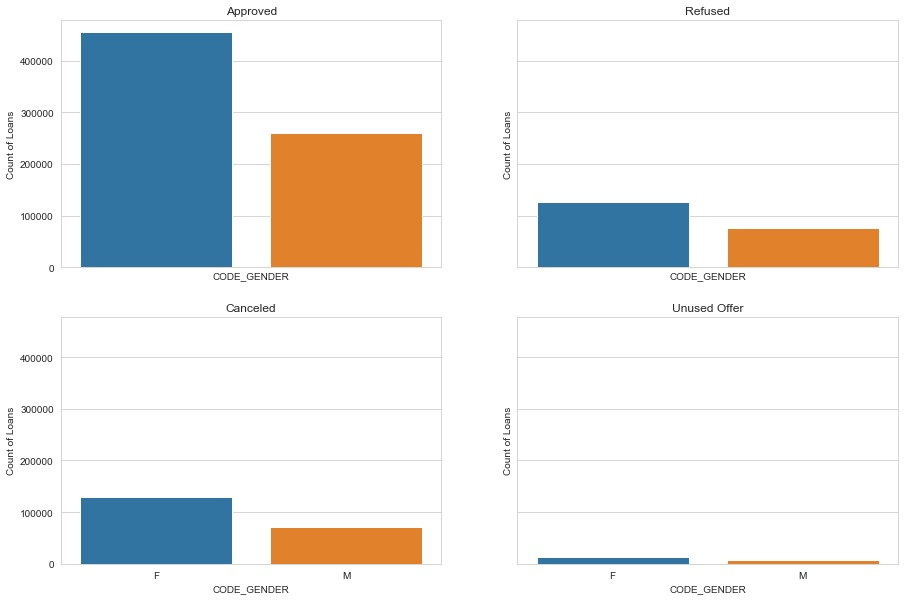 Approved
Refused
400000
300000
200000
100000
0
Count of Loans
Count of Loans
CODE_GENDER
CODE_GENDER
Canceled
Unused Offer
400000
300000
200000
100000
0
Count of Loans
Count of Loans
F
M
F
M
CODE_GENDER
CODE_GENDER